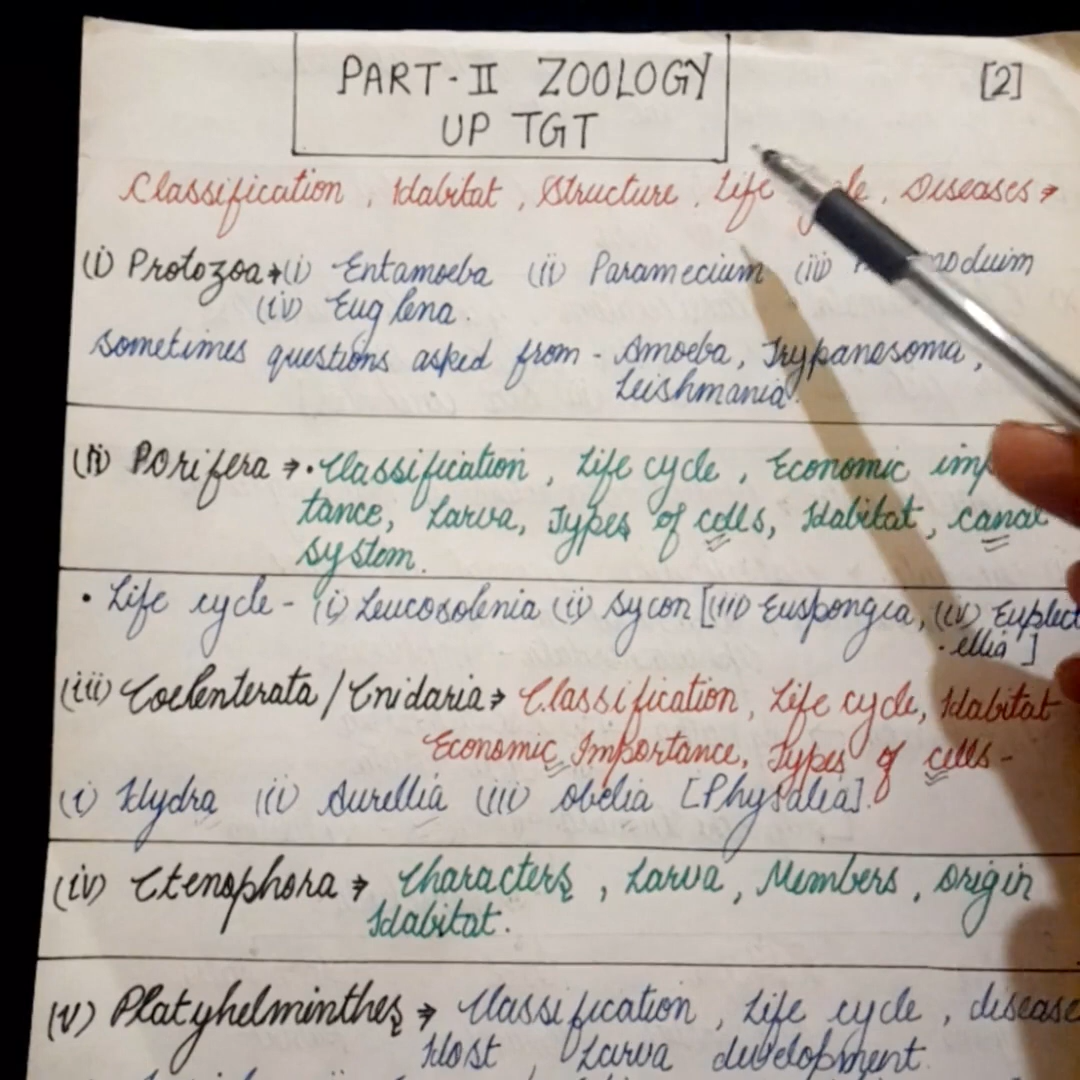 PART-II ZOOLOGY
[2]
UP TGT
Classification, Habitat, Structure, Life Diseases →
(i) Protozoa → (i) Entamoeba (ii) Paramecium (iii)
(iv) Euglena.
sometimes questions asked from - Amoeba, Trypanosoma,
Leishmania.
(ii) Porifera → • Classification, Life cycle, Economic imp
tance, Larva, Types of cells, Habitat, canal
system.
• Life cycle - (i) Leucosolenia (ii) Sycon [(iii) Euspongia, (iv) Euplect
ellia]
(iii) Coelenterata / Cnidaria → Classification, Life cycle, Habitat
Economic Importance, Types of cells -
(i) Hydra (ii) Aurellia (iii) Obelia [Physalia].
(iv) Ctenophora → Characters, Larva, Members, Origin
Habitat.
(v) Platyhelminthes → Classification, Life cycle, disease
Host Larva development.